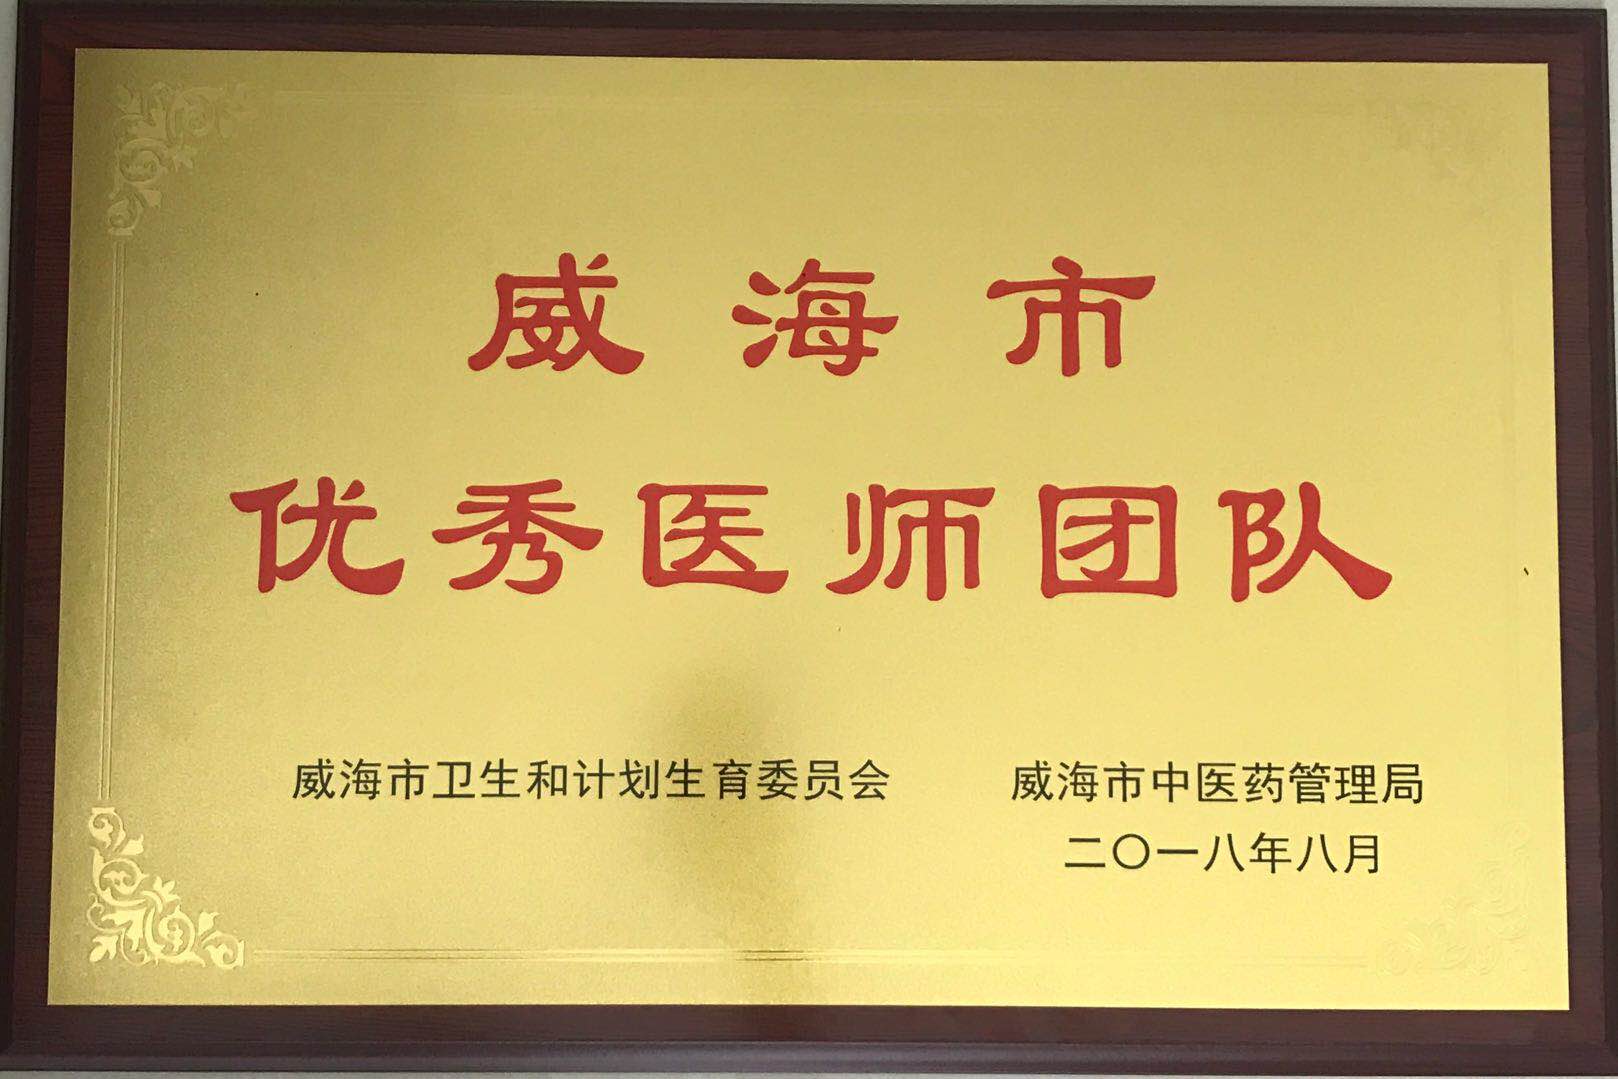 威海市
优秀医师团队
威海市卫生和计划生育委员会 威海市中医药管理局
二〇一八年八月